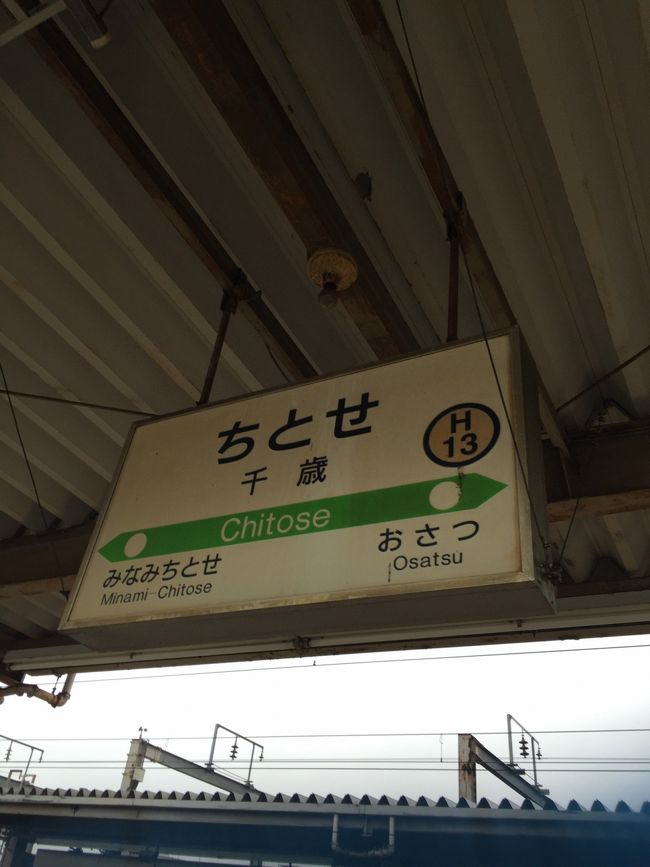 ちとせ
千歳
H
13
Chitose
みなみちとせ
Minami-Chitose
おさつ
Osatsu